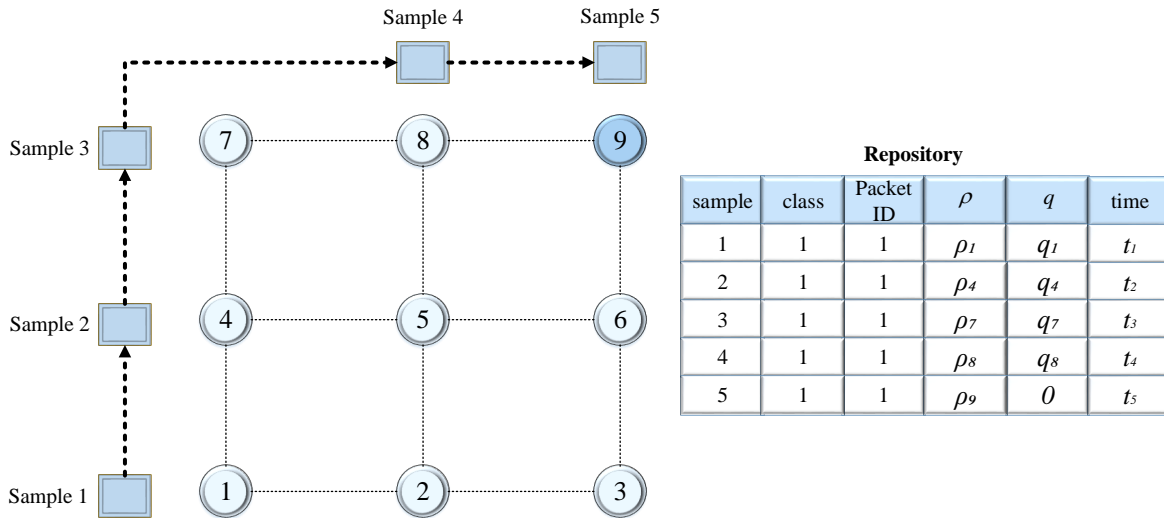 Sample 4
Sample 5
Sample 3
7
8
9
Sample 2
4
5
6
Sample 1
1
2
3
Repository
sample class Packet ID ρ q time
1 1 1 ρ₁ q₁ t₁
2 1 1 ρ₄ q₄ t₂
3 1 1 ρ₇ q₇ t₃
4 1 1 ρ₈ q₈ t₄
5 1 1 ρ₉ 0 t₅